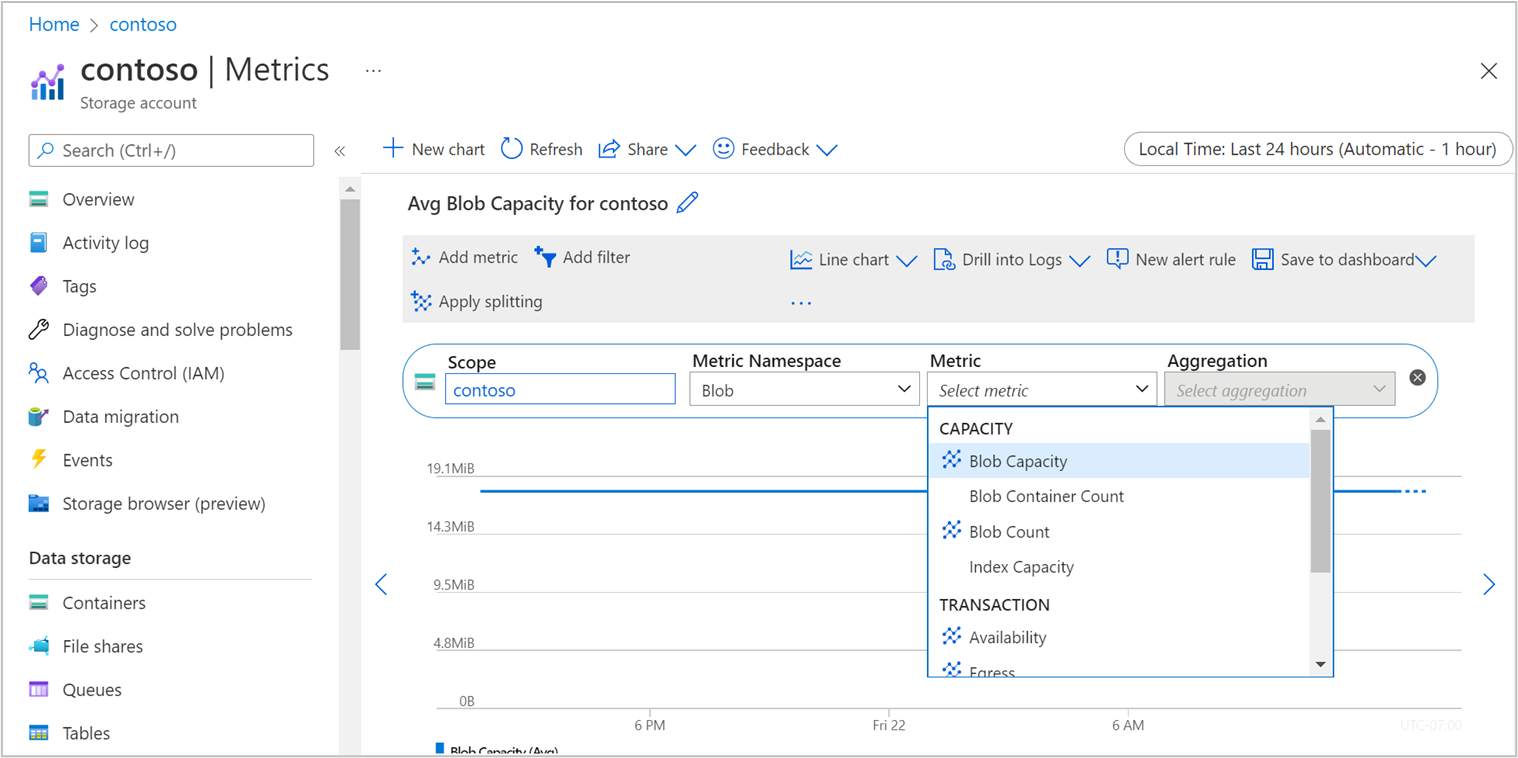 Home > contoso
contoso | Metrics ...
Storage account
Search (Ctrl+/)
«
Overview
Activity log
Tags
Diagnose and solve problems
Access Control (IAM)
Data migration
Events
Storage browser (preview)
Data storage
Containers
File shares
Queues
Tables
New chart Refresh Share Feedback
Local Time: Last 24 hours (Automatic - 1 hour)
Avg Blob Capacity for contoso
Add metric Add filter Line chart Drill into Logs New alert rule Save to dashboard
Apply splitting ...
Scope Metric Namespace Metric Aggregation
contoso Blob Select metric Select aggregation
CAPACITY
Blob Capacity
Blob Container Count
Blob Count
Index Capacity
TRANSACTION
Availability
Egress
19.1MiB
14.3MiB
9.5MiB
4.8MiB
0B
6 PM Fri 22 6 AM UTC-07:00
Blob Capacity (Avg)